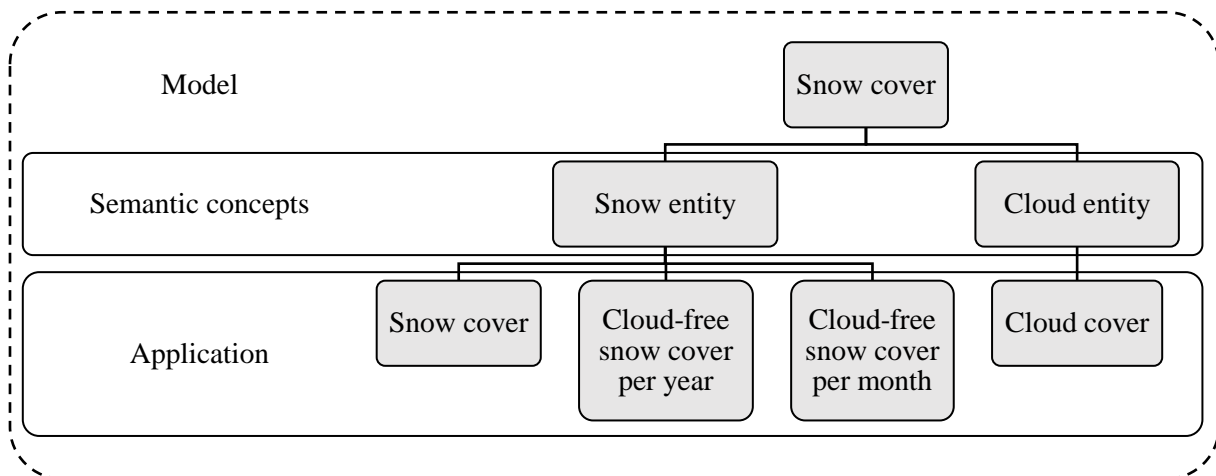 Model
Snow cover
Semantic concepts
Snow entity
Cloud entity
Application
Snow cover
Cloud-free
snow cover
per year
Cloud-free
snow cover
per month
Cloud cover